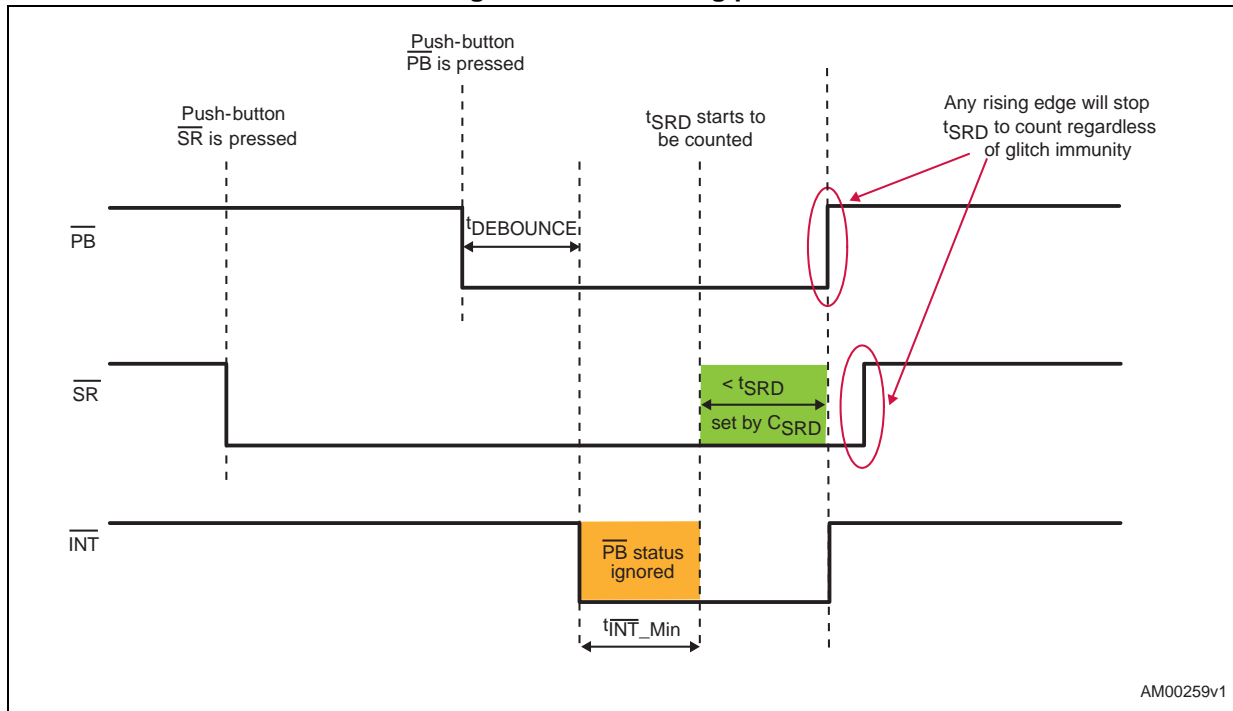 Push-button
PB is pressed
Push-button
SR is pressed
tSRD starts to
be counted
Any rising edge will stop
tSRD to count regardless
of glitch immunity
PB
tDEBOUNCE
SR
< tSRD
set by CSRD
INT
PB status
ignored
tINT_Min
AM00259v1